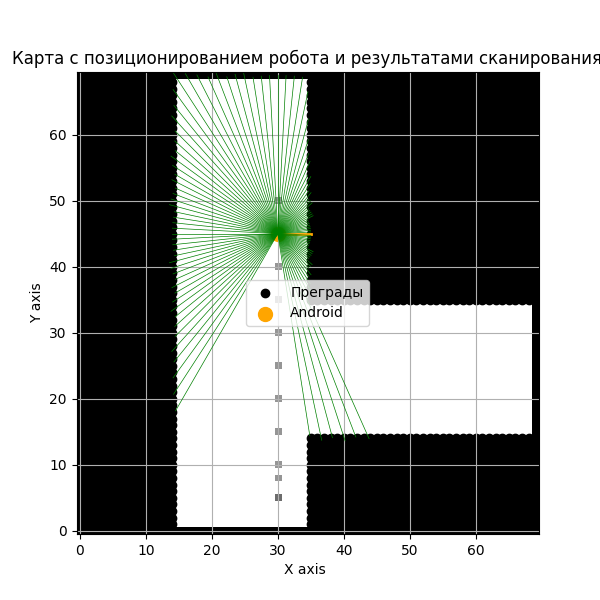 Карта с позиционированием робота и результатами сканирования
Y axis
60
50
40
30
20
10
0
Преграды
Android
0 10 20 30 40 50 60
X axis